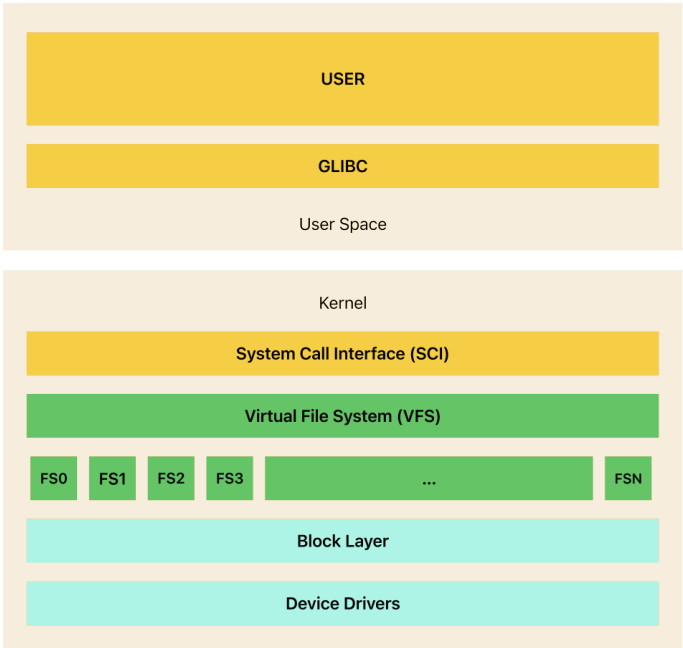 USER
GLIBC
User Space
Kernel
System Call Interface (SCI)
Virtual File System (VFS)
FS0 FS1 FS2 FS3 ... FSN
Block Layer
Device Drivers